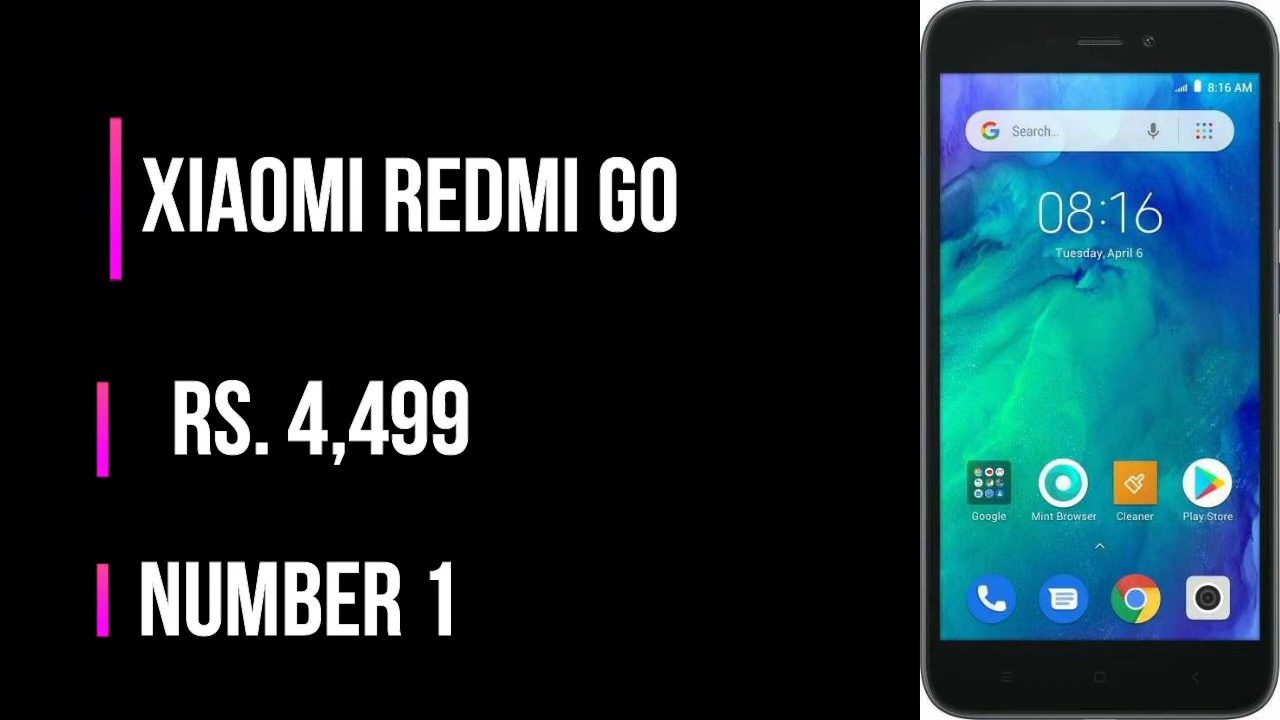 XIAOMI REDMI GO
RS. 4,499
NUMBER 1
8:16 AM
Search...
08:16
Tuesday, April 6
Google
Mint Browser
Cleaner
Play Store